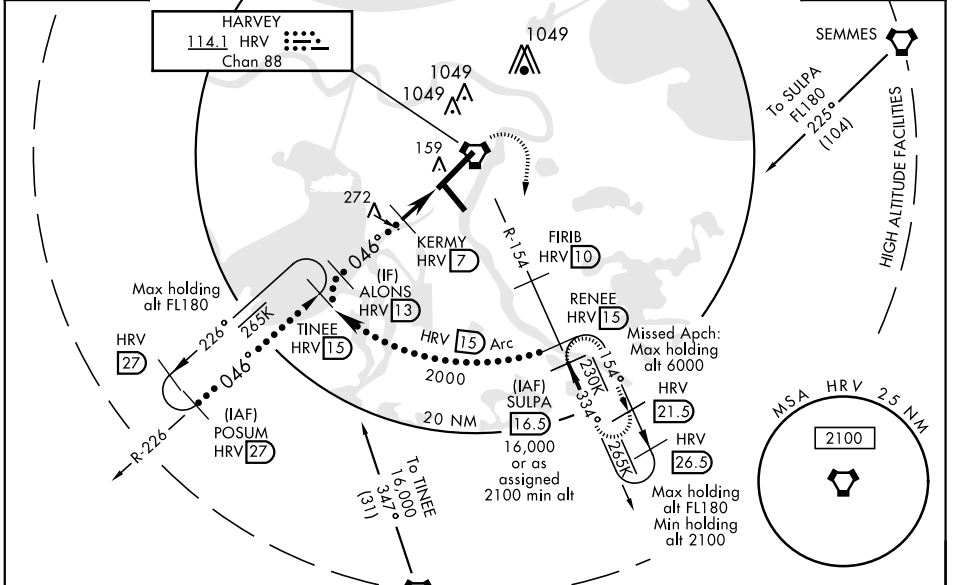 HARVEY
114.1 HRV
Chan 88
1049
1049
1049
159
272
SEMMES
To SULPA
FL180
225°
(104)
HIGH ALTITUDE FACILITIES
KERMY
HRV 7
R-154
FIRIB
HRV 10
046°
(IF)
ALONS
HRV 13
RENEE
HRV 15
Max holding
alt FL180
226°
265K
TINEE
HRV 15
HRV 15 Arc
2000
Missed Apch:
Max holding
alt 6000
HRV
27
046°
(IAF)
POSUM
HRV 27
R-226
20 NM
(IAF)
SULPA
16.5
16,000
or as
assigned
2100 min alt
154°
230K
334°
265K
HRV
21.5
HRV
26.5
Max holding
alt FL180
Min holding
alt 2100
To TINEE
16,000
347°
(31)
MSA HRV 25 NM
2100